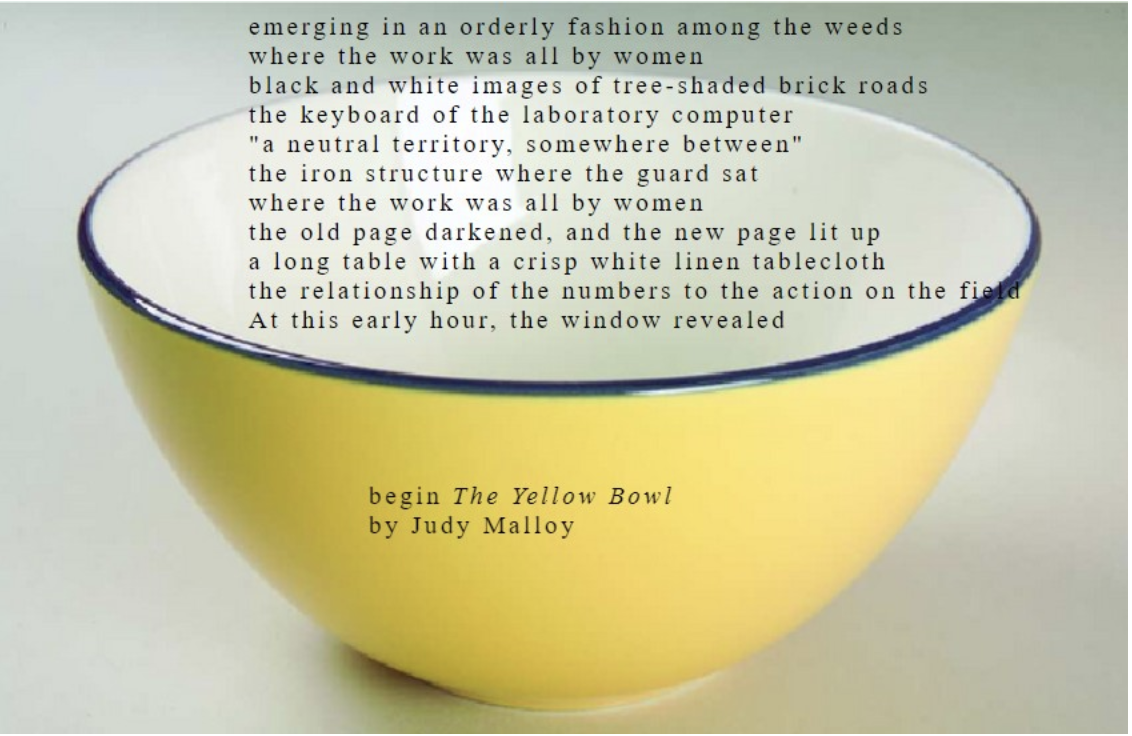 emerging in an orderly fashion among the weeds
where the work was all by women
black and white images of tree-shaded brick roads
the keyboard of the laboratory computer
"a neutral territory, somewhere between"
the iron structure where the guard sat
where the work was all by women
the old page darkened, and the new page lit up
a long table with a crisp white linen tablecloth
the relationship of the numbers to the action on the field
At this early hour, the window revealed
begin The Yellow Bowl
by Judy Malloy